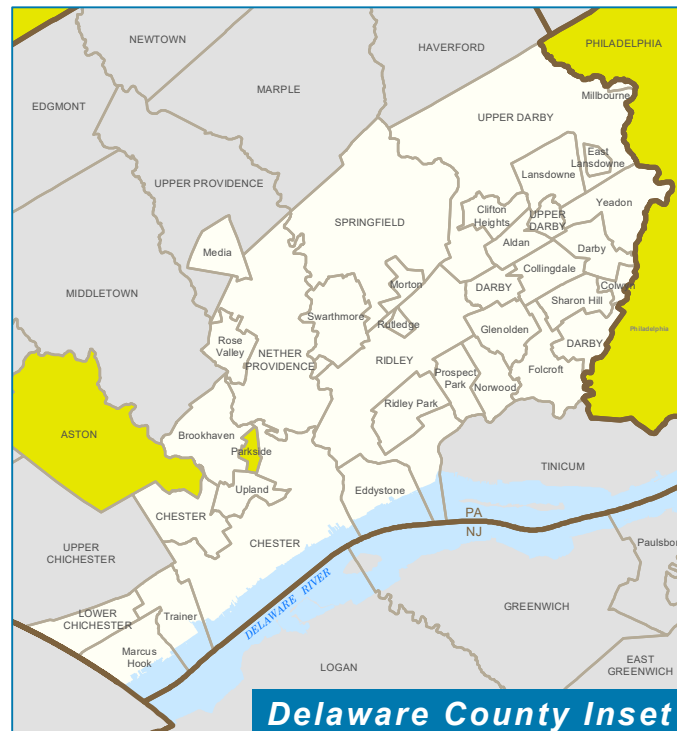 NEWTOWN
HAVERFORD
PHILADELPHIA
MARPLE
EDGMONT
Millbourne
UPPER DARBY
East
Lansdowne
Lansdowne
UPPER PROVIDENCE
Yeadon
Clifton
Heights
UPPER
DARBY
SPRINGFIELD
Aldan
Darby
Media
Collingdale
Morton
DARBY
Colwyn
MIDDLETOWN
Sharon Hill
Swarthmore
Rutledge
Glenolden
Philadelphia
Rose
Valley
NETHER
PROVIDENCE
RIDLEY
DARBY
Prospect
Park
Folcroft
Norwood
Ridley Park
ASTON
Brookhaven
Parkside
TINICUM
Upland
Eddystone
CHESTER
PA
NJ
CHESTER
UPPER
CHICHESTER
Paulsbo
DELAWARE RIVER
GREENWICH
LOWER
CHICHESTER
Trainer
Marcus
Hook
LOGAN
EAST
GREENWICH
Delaware County Inset